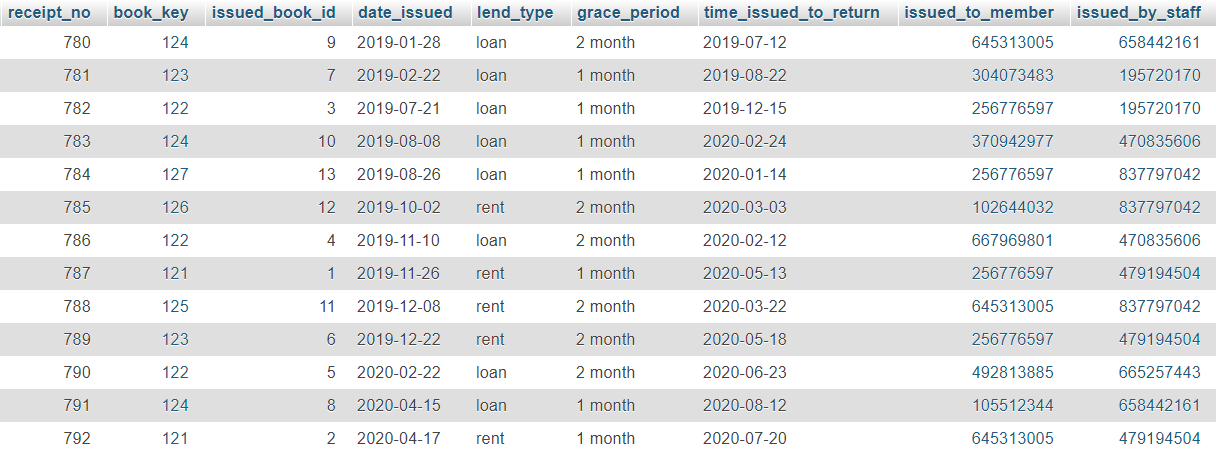 receipt_no book_key issued_book_id date_issued lend_type grace_period time_issued_to_return issued_to_member issued_by_staff
780 124 9 2019-01-28 loan 2 month 2019-07-12 645313005 658442161
781 123 7 2019-02-22 loan 1 month 2019-08-22 304073483 195720170
782 122 3 2019-07-21 loan 1 month 2019-12-15 256776597 195720170
783 124 10 2019-08-08 loan 1 month 2020-02-24 370942977 470835606
784 127 13 2019-08-26 loan 1 month 2020-01-14 256776597 837797042
785 126 12 2019-10-02 rent 2 month 2020-03-03 102644032 837797042
786 122 4 2019-11-10 loan 2 month 2020-02-12 667969801 470835606
787 121 1 2019-11-26 rent 1 month 2020-05-13 256776597 479194504
788 125 11 2019-12-08 rent 2 month 2020-03-22 645313005 837797042
789 123 6 2019-12-22 rent 2 month 2020-05-18 256776597 479194504
790 122 5 2020-02-22 loan 2 month 2020-06-23 492813885 665257443
791 124 8 2020-04-15 loan 1 month 2020-08-12 105512344 658442161
792 121 2 2020-04-17 rent 1 month 2020-07-20 645313005 479194504